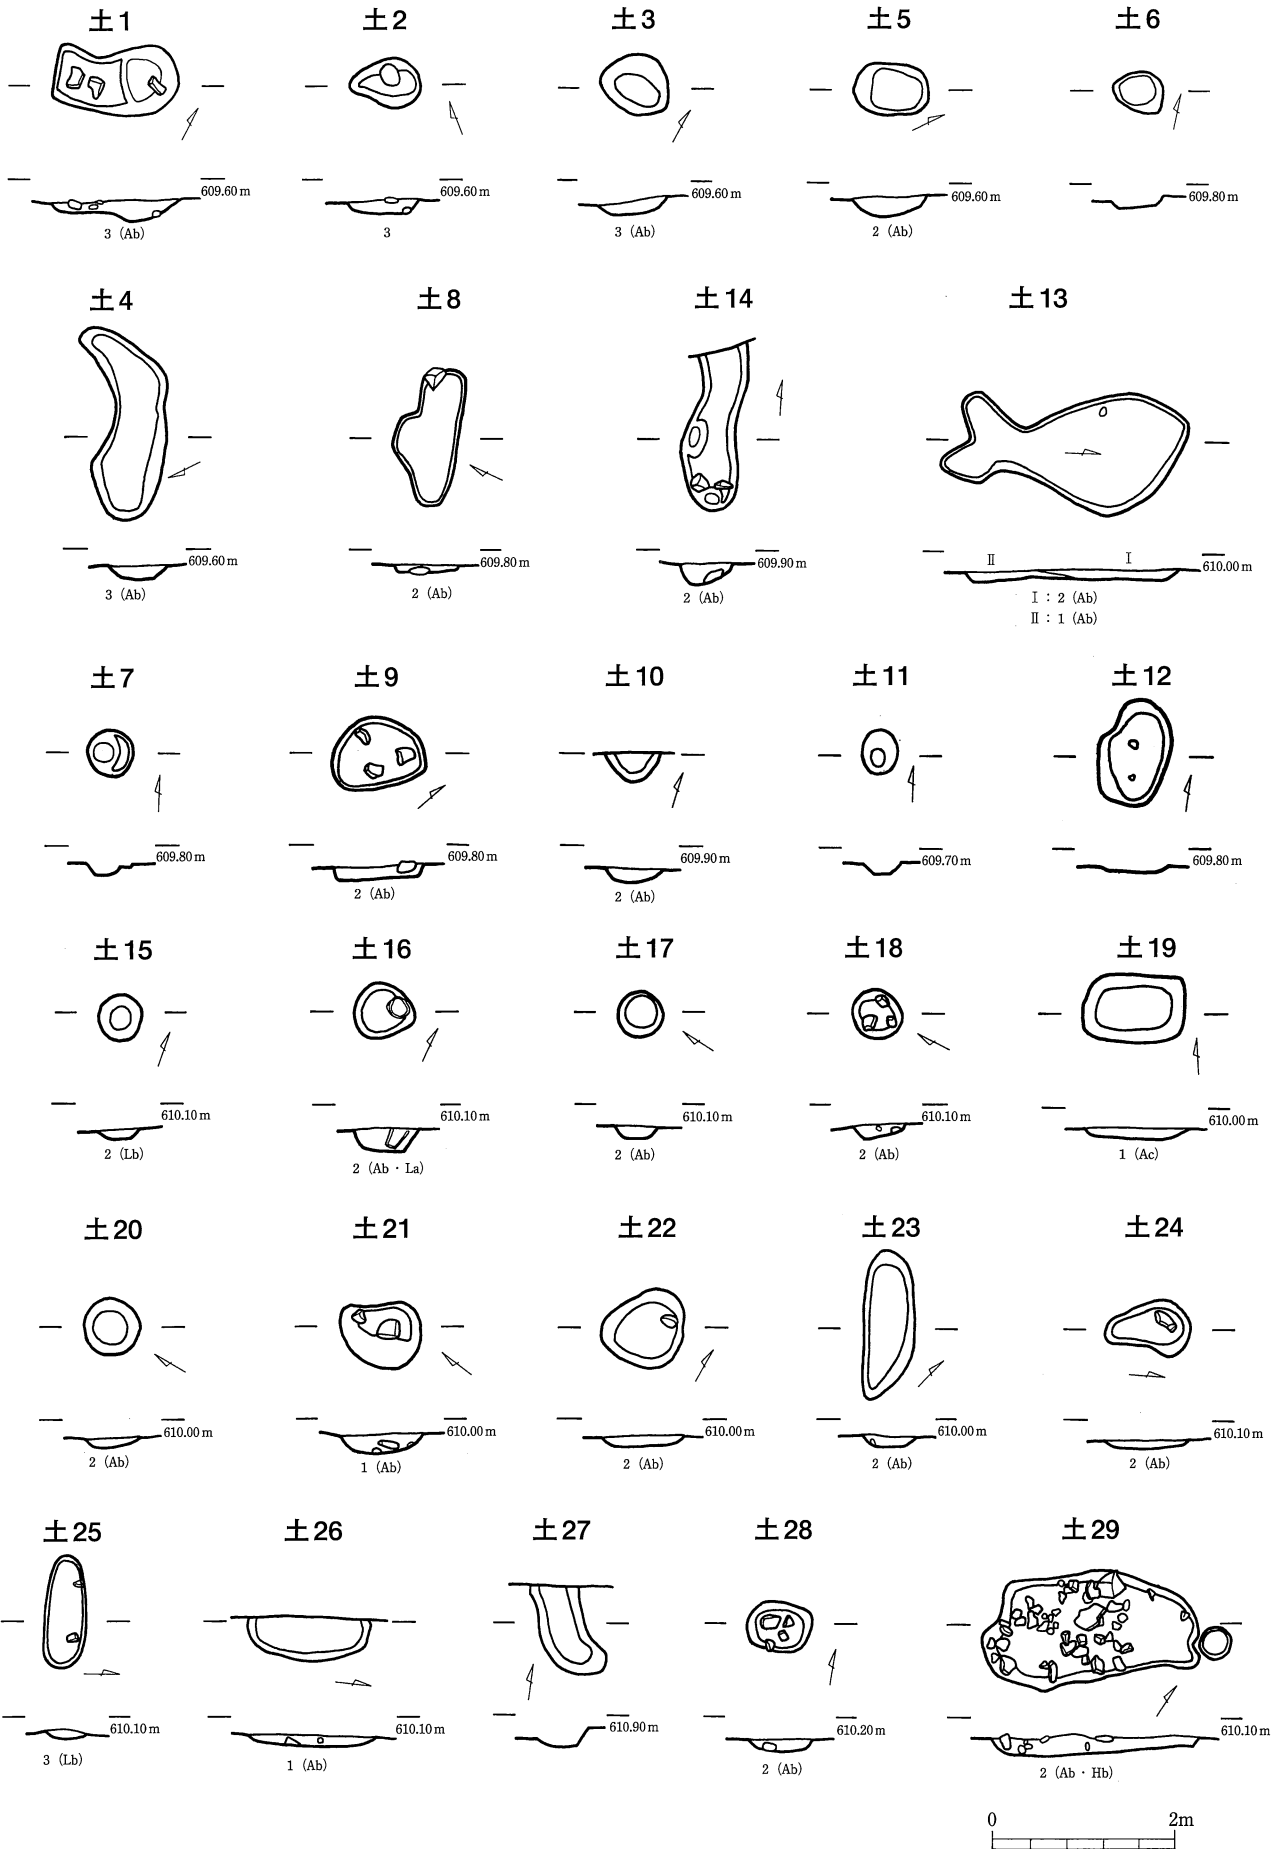 土1
土2
土3
土5
土6
609.60m
609.60m
609.60m
609.60m
609.80m
3 (Ab)
3
3 (Ab)
2 (Ab)
土4
土8
土14
土13
609.60m
609.80m
609.90m
Ⅱ
Ⅰ
610.00m
3 (Ab)
2 (Ab)
2 (Ab)
Ⅰ : 2 (Ab)
Ⅱ : 1 (Ab)
土7
土9
土10
土11
土12
609.80m
609.80m
609.90m
609.70m
609.80m
2 (Ab)
2 (Ab)
土15
土16
土17
土18
土19
610.10m
610.10m
610.10m
610.10m
610.00m
2 (Lb)
2 (Ab・La)
2 (Ab)
2 (Ab)
1 (Ac)
土20
土21
土22
土23
土24
610.00m
610.00m
610.00m
610.00m
610.10m
2 (Ab)
1 (Ab)
2 (Ab)
2 (Ab)
2 (Ab)
土25
土26
土27
土28
土29
610.10m
610.10m
610.90m
610.20m
610.10m
3 (Lb)
1 (Ab)
2 (Ab)
2 (Ab・Hb)
0
2m